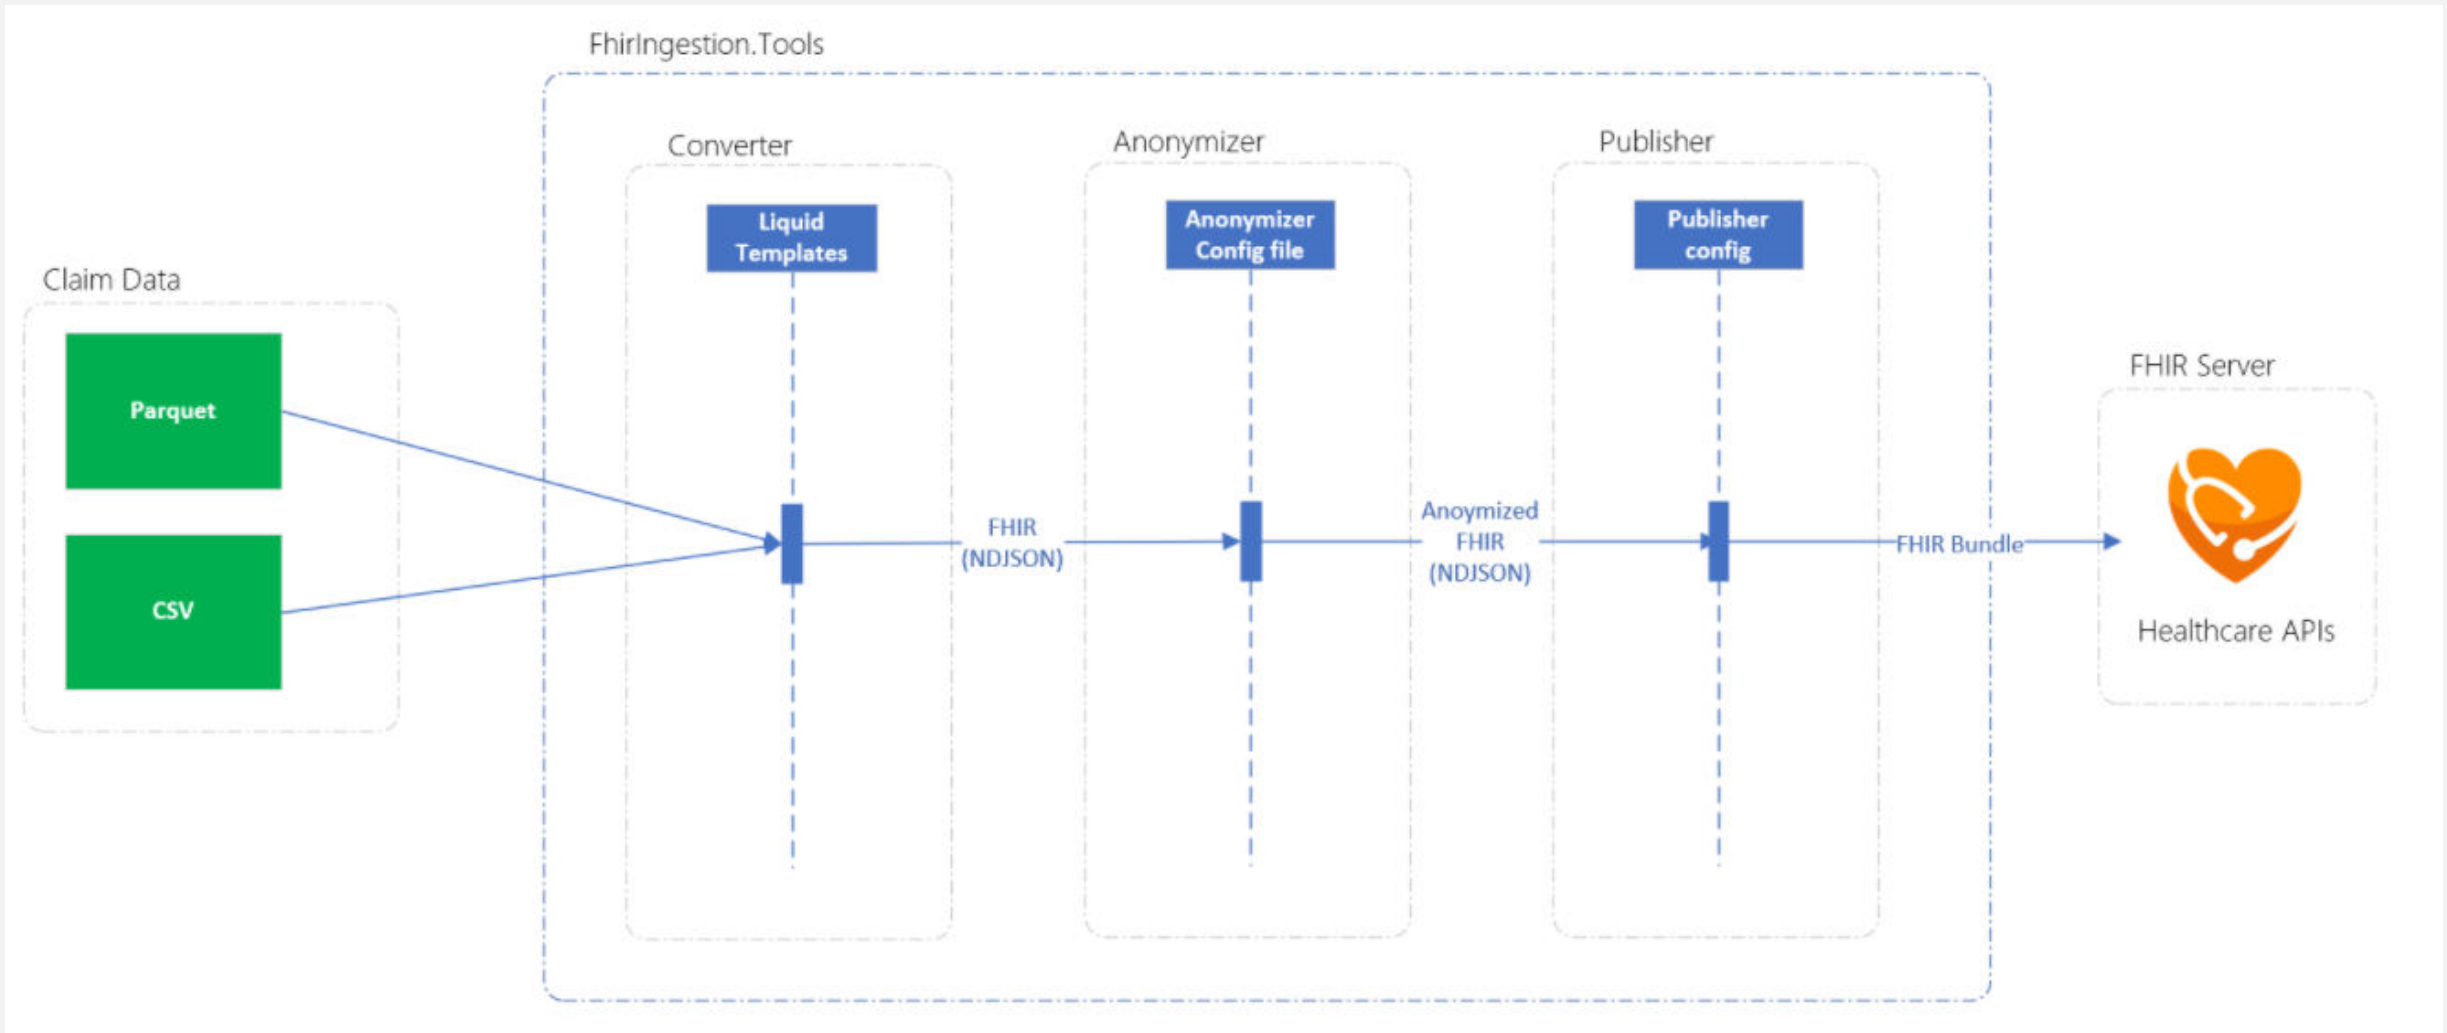 FhirIngestion.Tools
Converter
Anonymizer
Publisher
Liquid
Templates
Anonymizer
Config file
Publisher
config
Claim Data
Parquet
CSV
FHIR
(NDJSON)
Anoymized
FHIR
(NDJSON)
FHIR Bundle
FHIR Server
Healthcare APIs